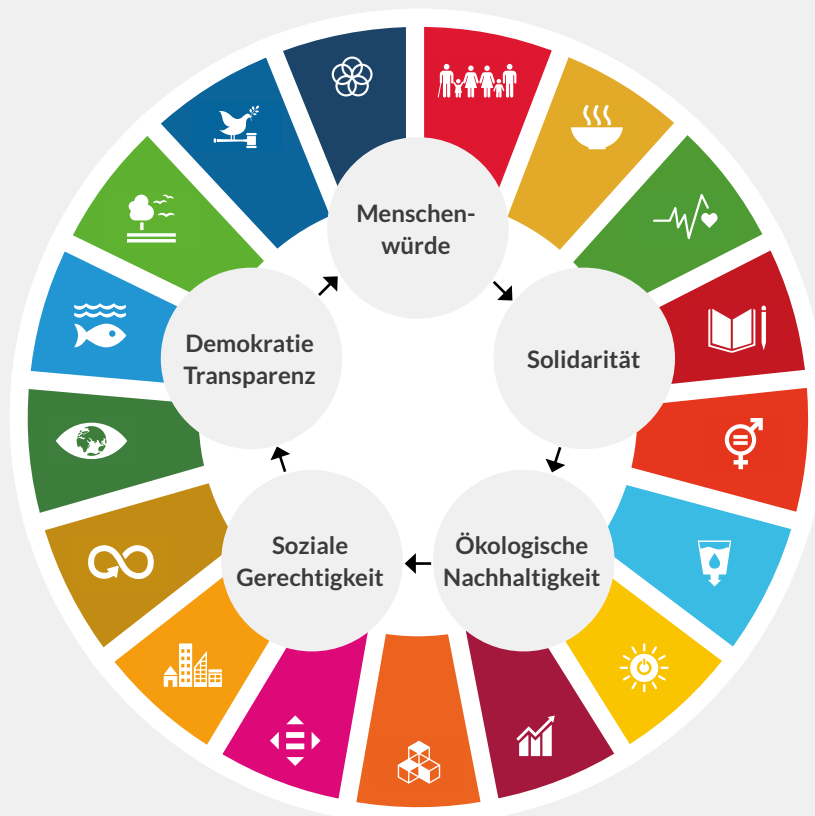 Menschen-
würde
Solidarität
Ökologische
Nachhaltigkeit
Soziale
Gerechtigkeit
Demokratie
Transparenz